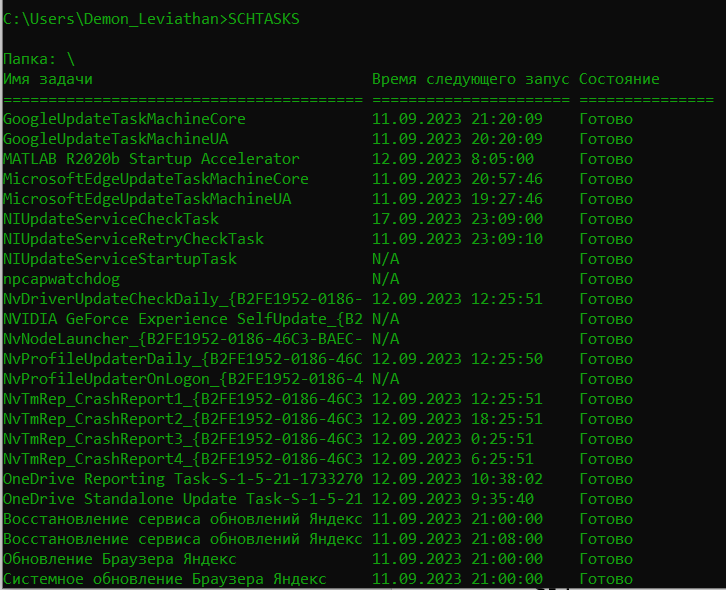 C:\Users\Demon_Leviathan>SCHTASKS
Папка: \
Имя задачи Время следующего запус Состояние
======================================== ====================== ===============
GoogleUpdateTaskMachineCore 11.09.2023 21:20:09 Готово
GoogleUpdateTaskMachineUA 11.09.2023 20:20:09 Готово
MATLAB R2020b Startup Accelerator 12.09.2023 8:05:00 Готово
MicrosoftEdgeUpdateTaskMachineCore 11.09.2023 20:57:46 Готово
MicrosoftEdgeUpdateTaskMachineUA 11.09.2023 19:27:46 Готово
NIUpdateServiceCheckTask 17.09.2023 23:09:00 Готово
NIUpdateServiceRetryCheckTask 11.09.2023 23:09:10 Готово
NIUpdateServiceStartupTask N/A Готово
npcapwatchdog N/A Готово
NvDriverUpdateCheckDaily_{B2FE1952-0186- 12.09.2023 12:25:51 Готово
NVIDIA GeForce Experience SelfUpdate_{B2 N/A Готово
NvNodeLauncher_{B2FE1952-0186-46C3-BAEC- N/A Готово
NvProfileUpdaterDaily_{B2FE1952-0186-46C 12.09.2023 12:25:50 Готово
NvProfileUpdaterOnLogon_{B2FE1952-0186-4 N/A Готово
NvTmRep_CrashReport1_{B2FE1952-0186-46C3 12.09.2023 12:25:51 Готово
NvTmRep_CrashReport2_{B2FE1952-0186-46C3 12.09.2023 18:25:51 Готово
NvTmRep_CrashReport3_{B2FE1952-0186-46C3 12.09.2023 0:25:51 Готово
NvTmRep_CrashReport4_{B2FE1952-0186-46C3 12.09.2023 6:25:51 Готово
OneDrive Reporting Task-S-1-5-21-1733270 12.09.2023 10:38:02 Готово
OneDrive Standalone Update Task-S-1-5-21 12.09.2023 9:35:40 Готово
Восстановление сервиса обновлений Яндекс 11.09.2023 21:00:00 Готово
Восстановление сервиса обновлений Яндекс 11.09.2023 21:08:00 Готово
Обновление Браузера Яндекс 11.09.2023 21:00:00 Готово
Системное обновление Браузера Яндекс 11.09.2023 21:00:00 Готово